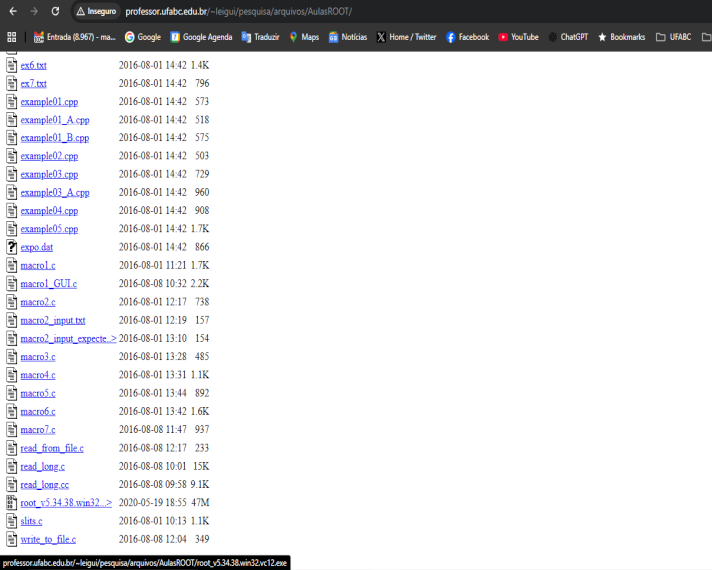 Inseguro professor.ufabc.edu.br/~leigui/pesquisa/arquivos/AulasROOT/
Entrada (8.967) - ma... Google Google Agenda Traduzir Maps Notícias Home / Twitter Facebook YouTube ChatGPT Bookmarks UFABC
ex6.txt 2016-08-01 14:42 1.4K
ex7.txt 2016-08-01 14:42 796
example01.cpp 2016-08-01 14:42 573
example01_A.cpp 2016-08-01 14:42 518
example01_B.cpp 2016-08-01 14:42 575
example02.cpp 2016-08-01 14:42 503
example03.cpp 2016-08-01 14:42 729
example03_A.cpp 2016-08-01 14:42 960
example04.cpp 2016-08-01 14:42 908
example05.cpp 2016-08-01 14:42 1.7K
expo.dat 2016-08-01 14:42 866
macro1.c 2016-08-01 11:21 1.7K
macro1_GUI.c 2016-08-08 10:32 2.2K
macro2.c 2016-08-01 12:17 738
macro2_input.txt 2016-08-01 12:19 157
macro2_input_expecte..> 2016-08-01 13:10 154
macro3.c 2016-08-01 13:28 485
macro4.c 2016-08-01 13:31 1.1K
macro5.c 2016-08-01 13:44 892
macro6.c 2016-08-01 13:42 1.6K
macro7.c 2016-08-08 11:47 937
read_from_file.c 2016-08-08 12:17 233
read_long.c 2016-08-08 10:01 15K
read_long.cc 2016-08-08 09:58 9.1K
root_v5.34.38.win32...> 2020-05-19 18:55 47M
slits.c 2016-08-01 10:13 1.1K
write_to_file.c 2016-08-08 12:04 349
professor.ufabc.edu.br/~leigui/pesquisa/arquivos/AulasROOT/root_v5.34.38.win32.vc12.exe